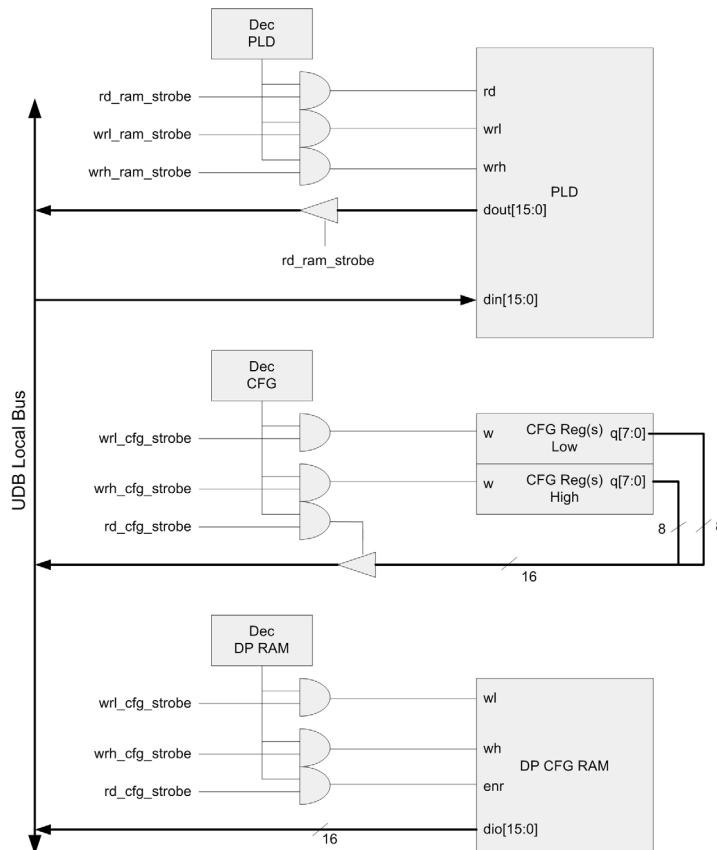 Dec
PLD
rd_ram_strobe
rd
wrl_ram_strobe
wrl
wrh_ram_strobe
wrh
PLD
dout[15:0]
rd_ram_strobe
din[15:0]
UDB Local Bus
Dec
CFG
wrl_cfg_strobe
w
CFG Reg(s)
Low
q[7:0]
wrh_cfg_strobe
w
CFG Reg(s)
High
q[7:0]
rd_cfg_strobe
8
8
16
Dec
DP RAM
wrl_cfg_strobe
wl
wrh_cfg_strobe
wh
DP CFG RAM
rd_cfg_strobe
enr
dio[15:0]
16